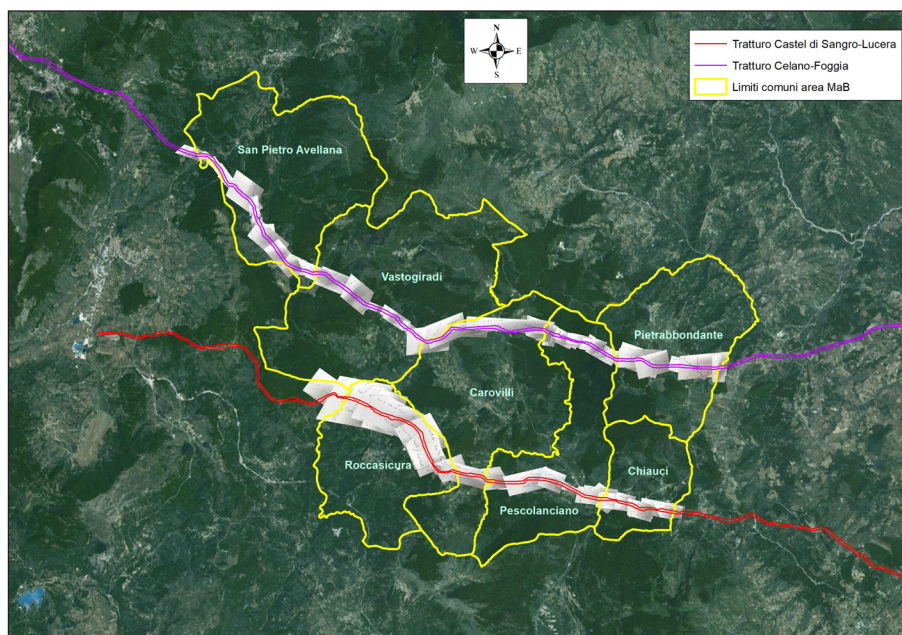 N
W E
S
Tratturo Castel di Sangro-Lucera
Tratturo Celano-Foggia
Limiti comuni area MaB
San Pietro Avellana
Vastogiradi
Pietrabbondante
Carovilli
Roccasicura
Chiauci
Pescolanciano